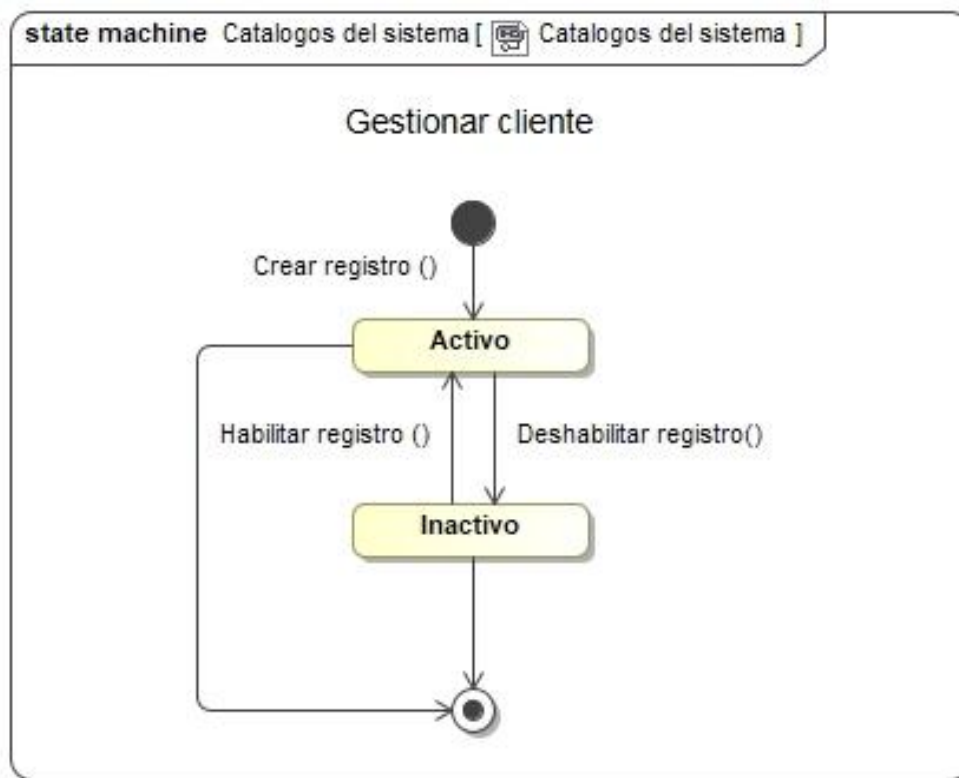 state machine Catalogos del sistema [ Catalogos del sistema ]
Gestionar cliente
Crear registro ()
Activo
Habilitar registro ()
Deshabilitar registro()
Inactivo